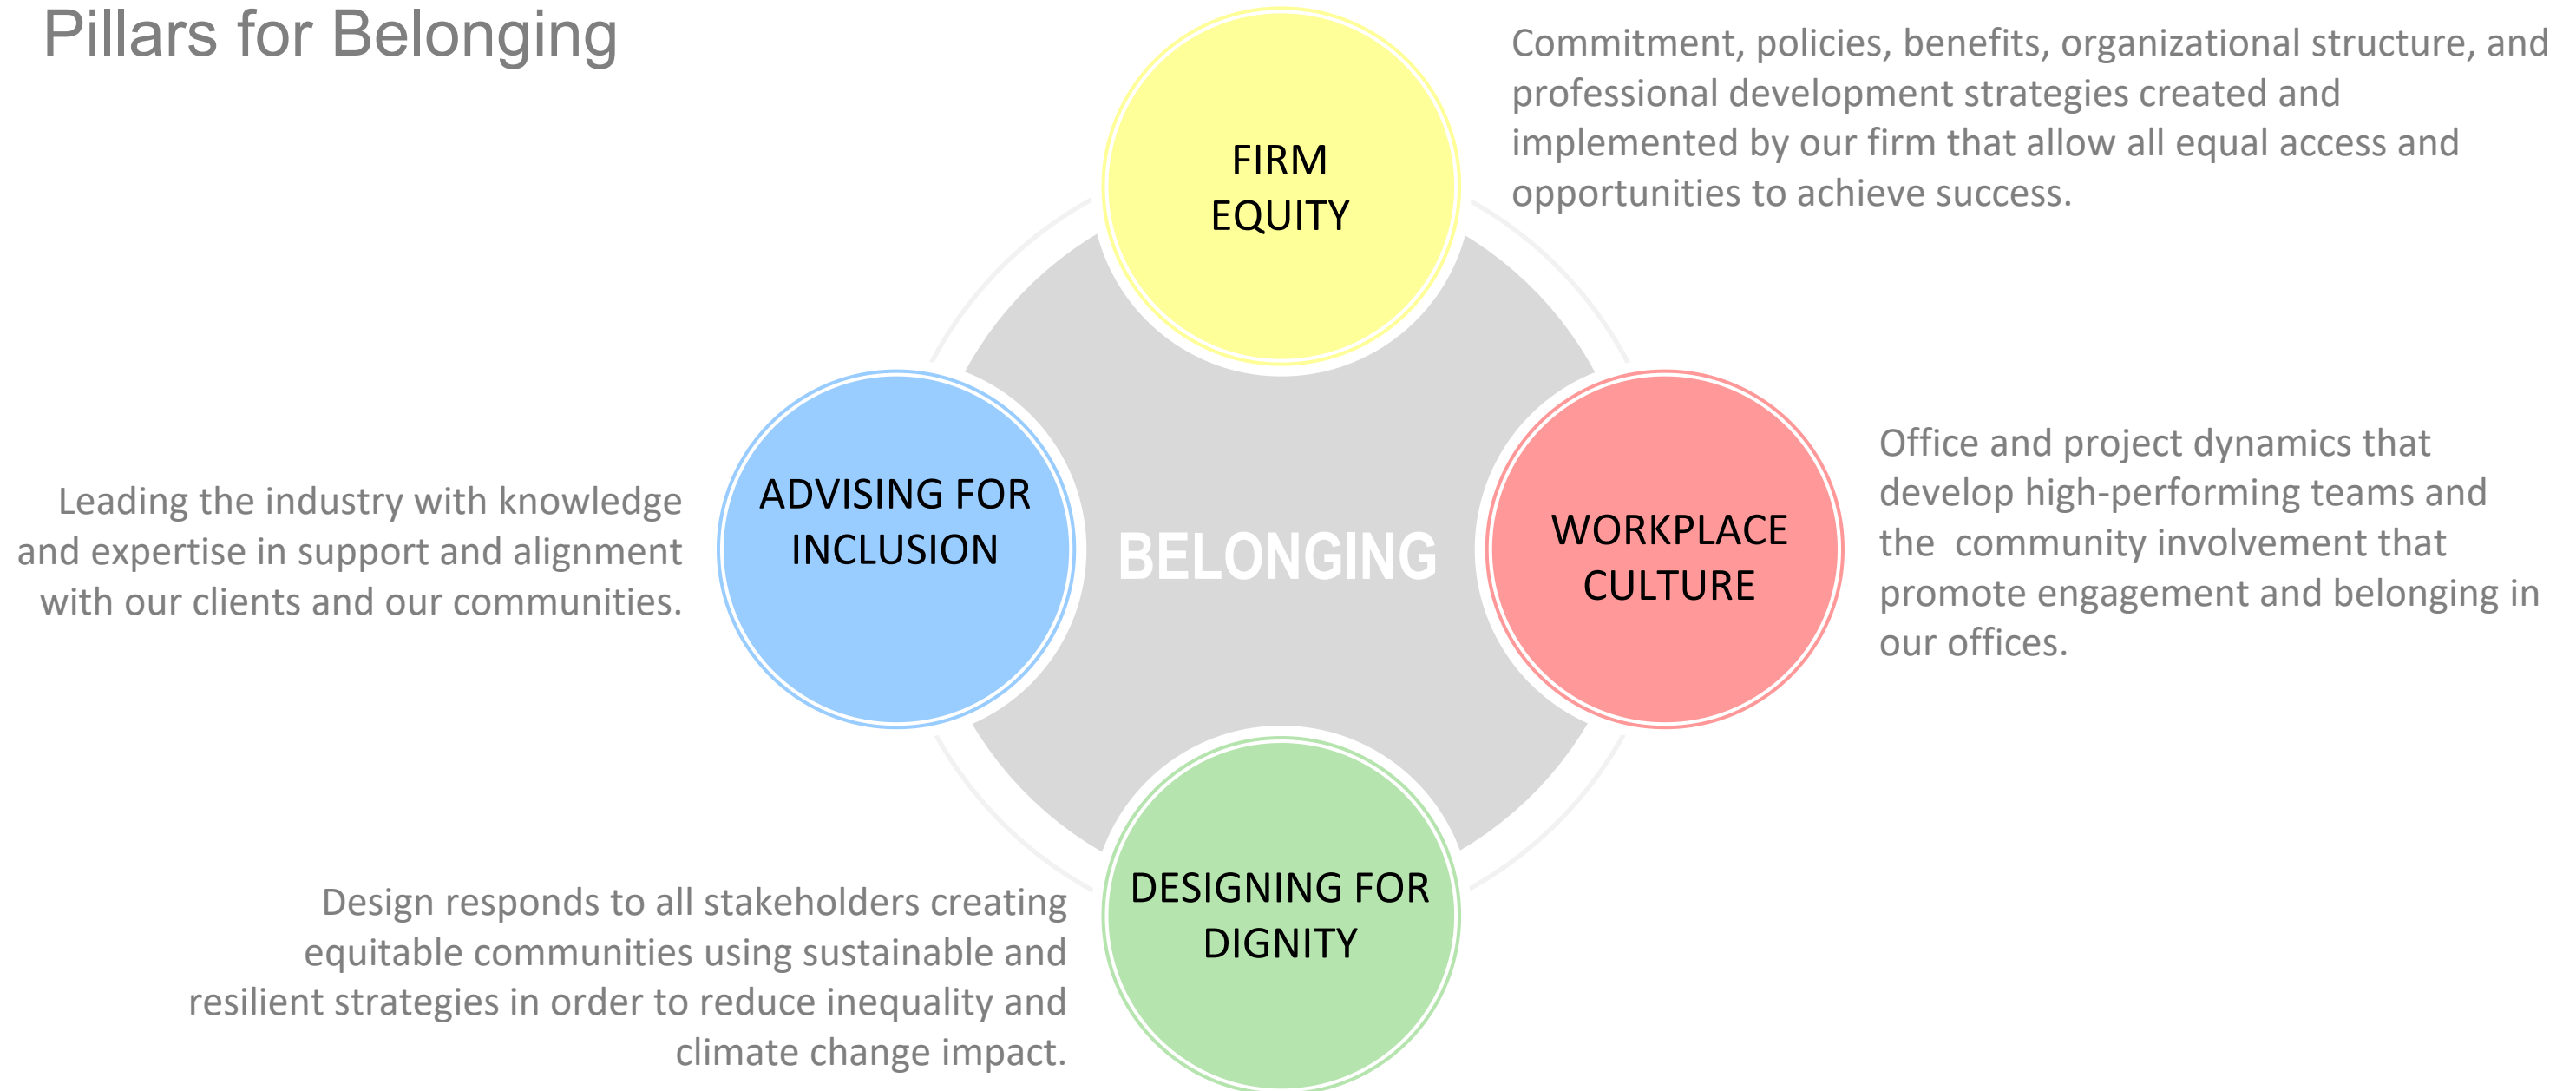 Pillars for Belonging
FIRM
EQUITY
Commitment, policies, benefits, organizational structure, and
professional development strategies created and
implemented by our firm that allow all equal access and
opportunities to achieve success.
ADVISING FOR
INCLUSION
Leading the industry with knowledge
and expertise in support and alignment
with our clients and our communities.
BELONGING
WORKPLACE
CULTURE
Office and project dynamics that
develop high-performing teams and
the  community involvement that
promote engagement and belonging in
our offices.
DESIGNING FOR
DIGNITY
Design responds to all stakeholders creating
equitable communities using sustainable and
resilient strategies in order to reduce inequality and
climate change impact.